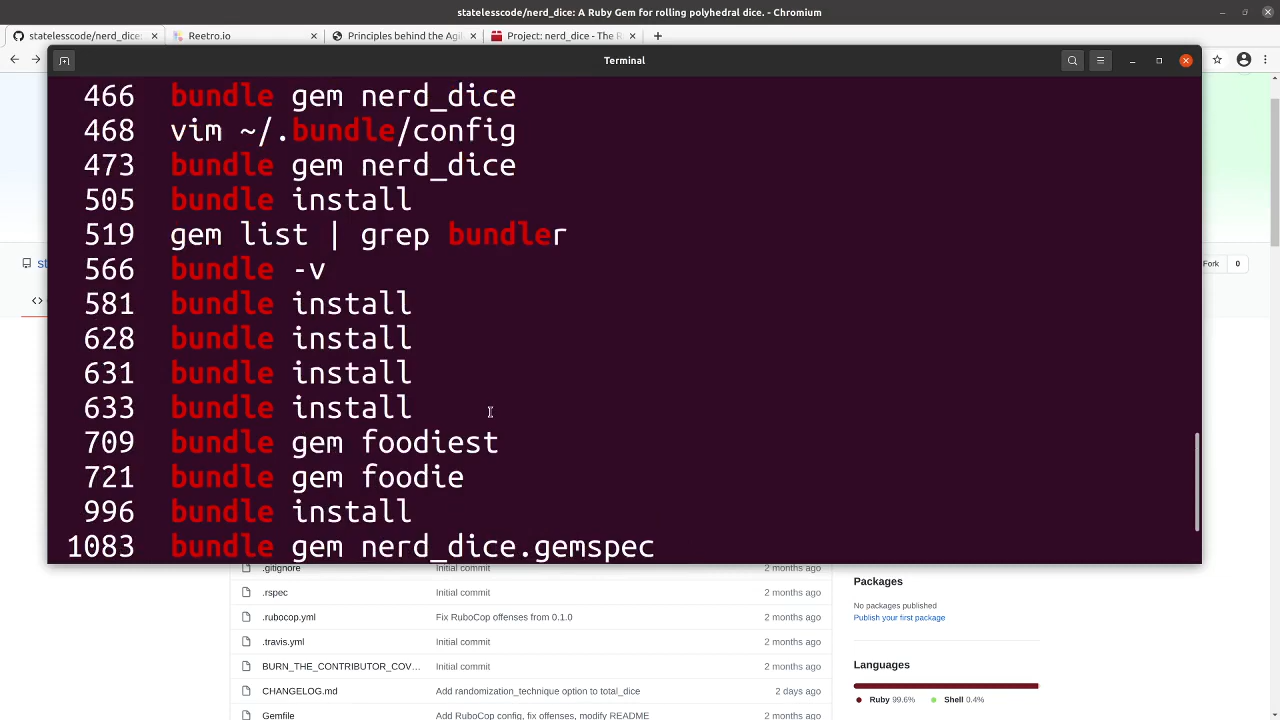 statelesscode/nerd_dice: A Ruby Gem for rolling polyhedral dice. - Chromium
statelesscode/nerd_dice:
Reetro.io
Principles behind the Agil
Project: nerd_dice - The R
Terminal
466 bundle gem nerd_dice
468 vim ~/.bundle/config
473 bundle gem nerd_dice
505 bundle install
519 gem list | grep bundler
566 bundle -v
581 bundle install
628 bundle install
631 bundle install
633 bundle install
709 bundle gem foodiest
721 bundle gem foodie
996 bundle install
1083 bundle gem nerd_dice.gemspec
st
Fork 0
<>
.gitignore Initial commit 2 months ago
.rspec Initial commit 2 months ago
.rubocop.yml Fix RuboCop offenses from 0.1.0 2 months ago
.travis.yml Initial commit 2 months ago
BURN_THE_CONTRIBUTOR_COV... Initial commit 2 months ago
CHANGELOG.md Add randomization_technique option to total_dice 2 days ago
Gemfile Add RuboCop config, fix offenses, modify README 2 months ago
Packages
No packages published
Publish your first package
Languages
Ruby 99.6% Shell 0.4%